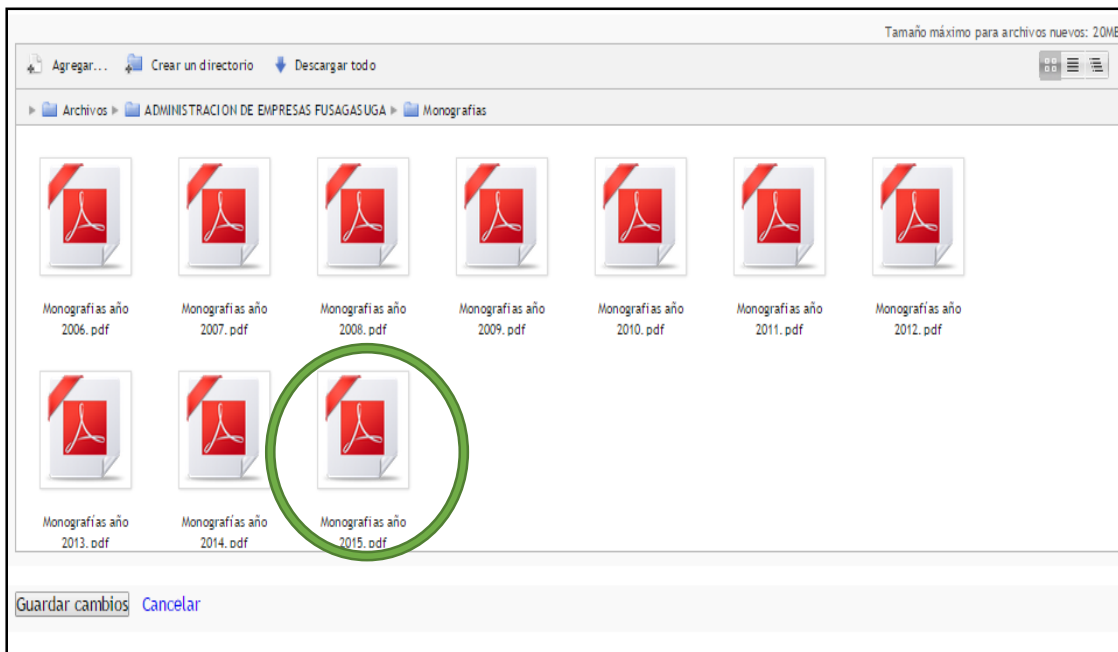 Tamaño máximo para archivos nuevos: 20MB
Agregar... Crear un directorio Descargar todo
Archivos ADMINISTRACION DE EMPRESAS FUSAGASUGA Monografias
Monografias año Monografias año Monografias año Monografias año Monografias año Monografias año Monografías año
2006.pdf 2007.pdf 2008.pdf 2009.pdf 2010.pdf 2011.pdf 2012.pdf
Monografías año Monografías año Monografias año
2013.pdf 2014.pdf 2015.pdf
Guardar cambios Cancelar